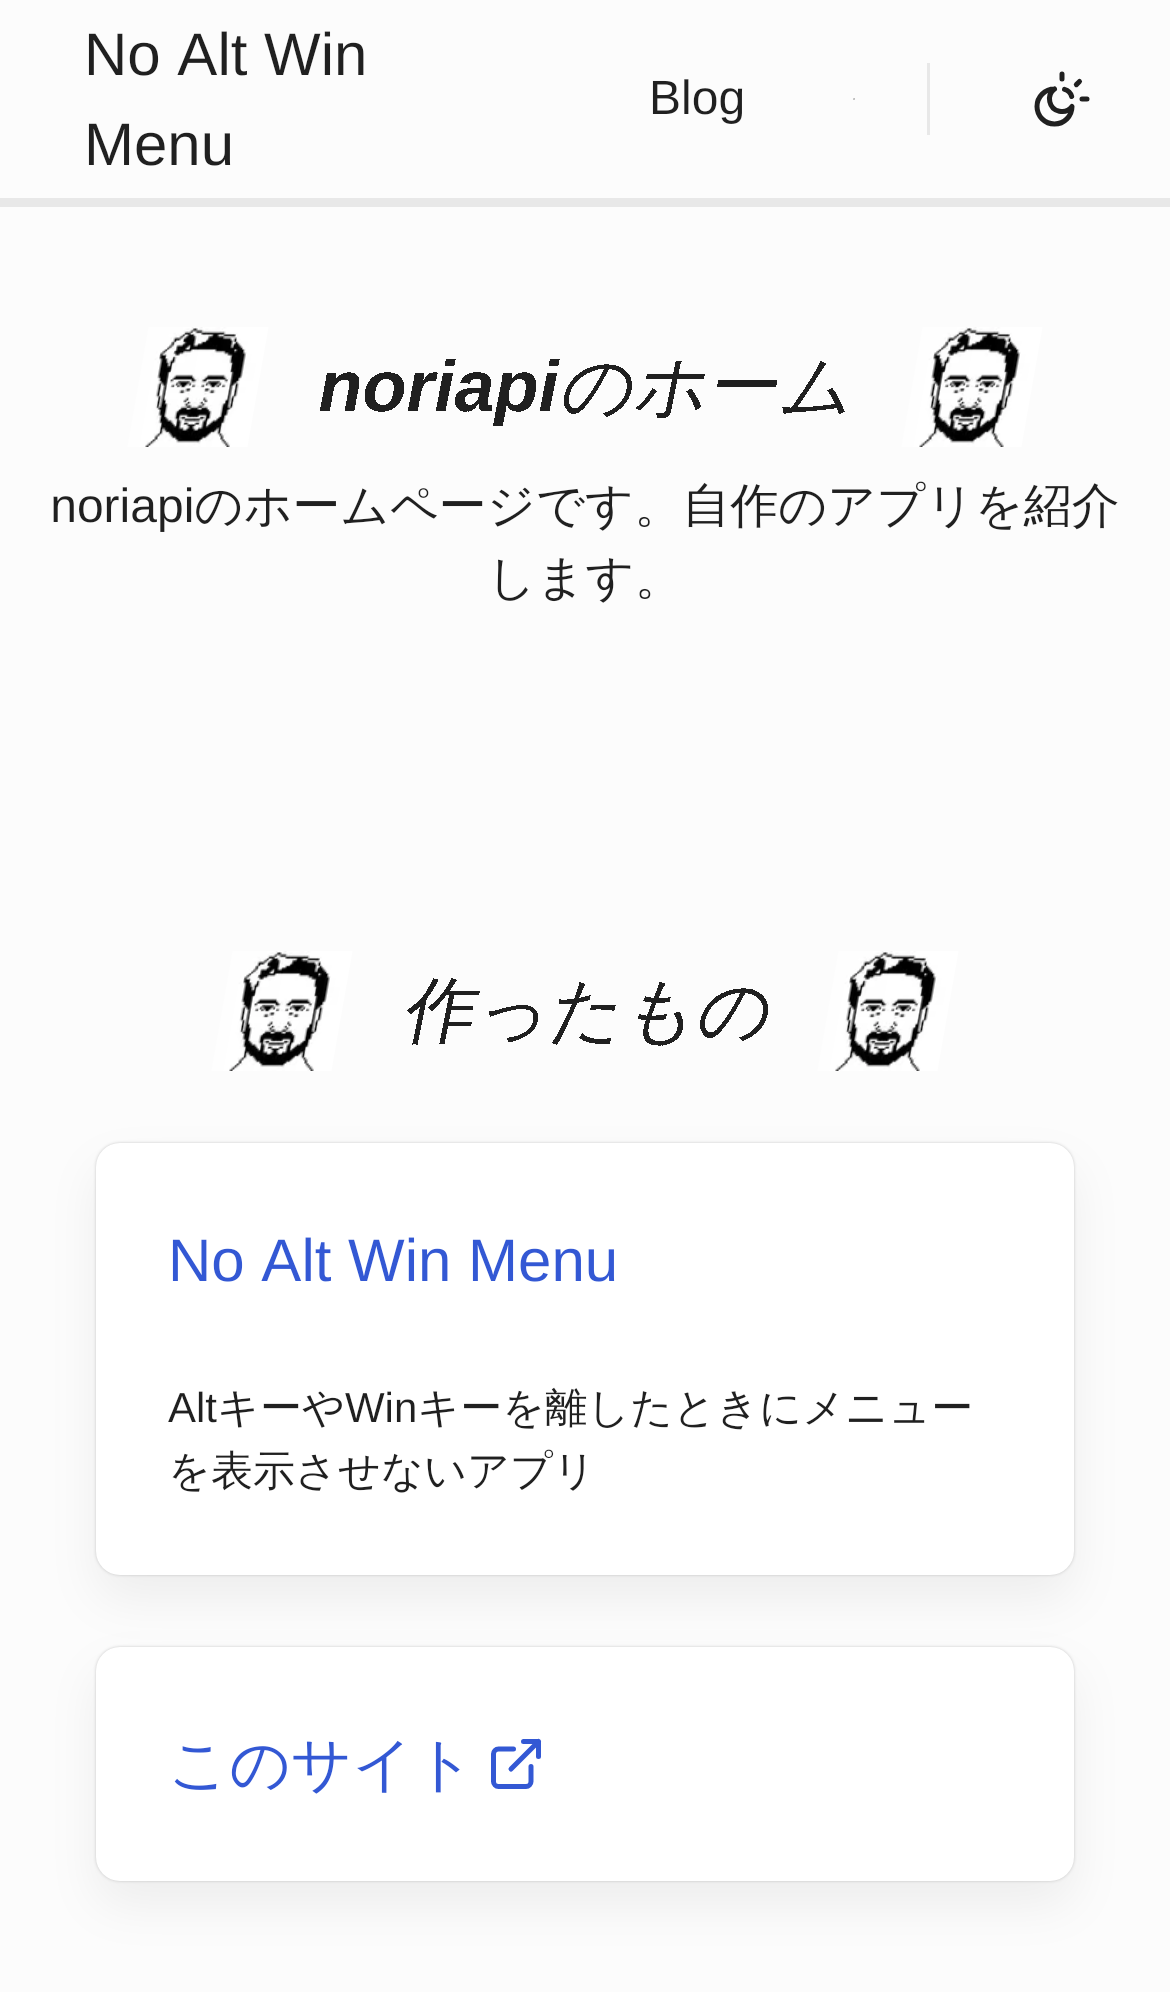 No Alt Win
Menu
Blog
noriapiのホーム
noriapiのホームページです。自作のアプリを紹介
します。
作ったもの
No Alt Win Menu
AltキーやWinキーを離したときにメニュー
を表示させないアプリ
このサイト